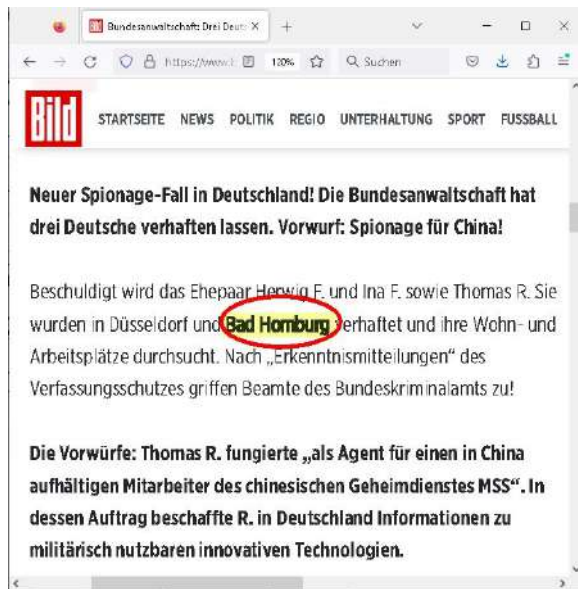 Bundesanwaltschaft: Drei Deut
120%
Suchen
Bild
STARTSEITE NEWS POLITIK REGIO UNTERHALTUNG SPORT FUSSBALL
Neuer Spionage-Fall in Deutschland! Die Bundesanwaltschaft hat
drei Deutsche verhaften lassen. Vorwurf: Spionage für China!
Beschuldigt wird das Ehepaar Herwig F. und Ina F. sowie Thomas R. Sie
wurden in Düsseldorf und Bad Homburg verhaftet und ihre Wohn- und
Arbeitsplätze durchsucht. Nach „Erkenntnismitteilungen“ des
Verfassungsschutzes griffen Beamte des Bundeskriminalamts zu!
Die Vorwürfe: Thomas R. fungierte „als Agent für einen in China
aufhältigen Mitarbeiter des chinesischen Geheimdienstes MSS“. In
dessen Auftrag beschaffte R. in Deutschland Informationen zu
militärisch nutzbaren innovativen Technologien.